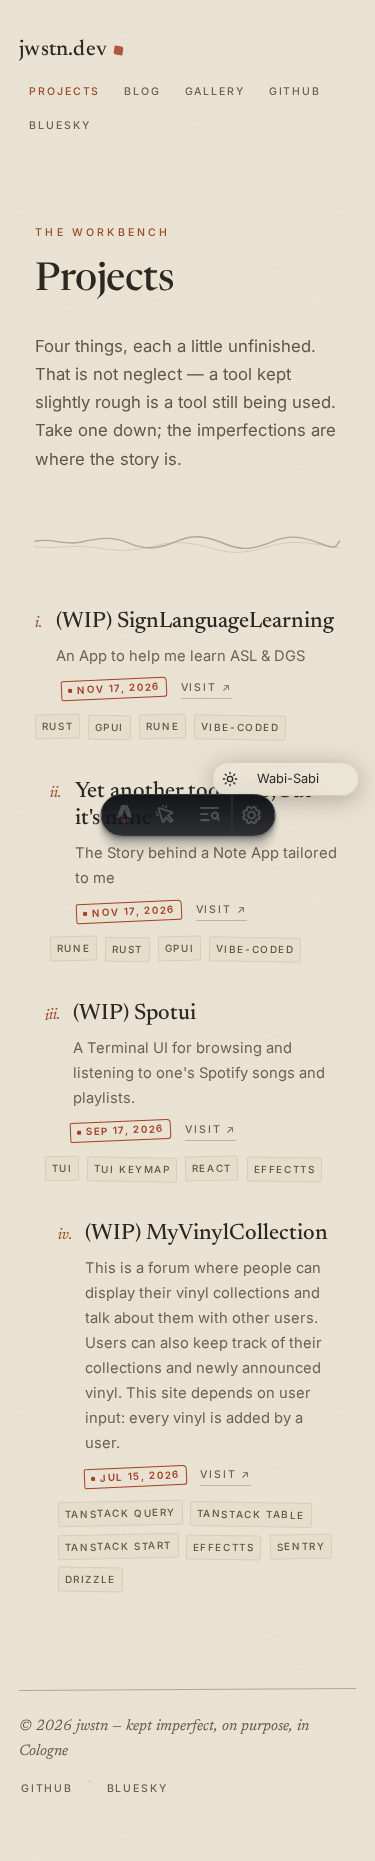 jwstn.dev
PROJECTS BLOG GALLERY GITHUB
BLUESKY
THE WORKBENCH
Projects
Four things, each a little unfinished.
That is not neglect — a tool kept
slightly rough is a tool still being used.
Take one down; the imperfections are
where the story is.
i. (WIP) SignLanguageLearning
An App to help me learn ASL & DGS
NOV 17, 2026 VISIT ↗
RUST GPUI RUNE VIBE-CODED
Wabi-Sabi
ii. Yet another
it's mine
The Story behind a Note App tailored
to me
NOV 17, 2026 VISIT ↗
RUNE RUST GPUI VIBE-CODED
iii. (WIP) Spotui
A Terminal UI for browsing and
listening to one's Spotify songs and
playlists.
SEP 17, 2026 VISIT ↗
TUI TUI KEYMAP REACT EFFECTTS
iv. (WIP) MyVinylCollection
This is a forum where people can
display their vinyl collections and
talk about them with other users.
Users can also keep track of their
collections and newly announced
vinyl. This site depends on user
input: every vinyl is added by a
user.
JUL 15, 2026 VISIT ↗
TANSTACK QUERY TANSTACK TABLE
TANSTACK START EFFECTTS SENTRY
DRIZZLE
© 2026 jwstn — kept imperfect, on purpose, in
Cologne
GITHUB · BLUESKY